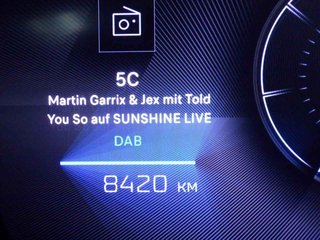 5C
Martin Garrix & Jex mit Told
You So auf SUNSHINE LIVE
DAB
8420 KM